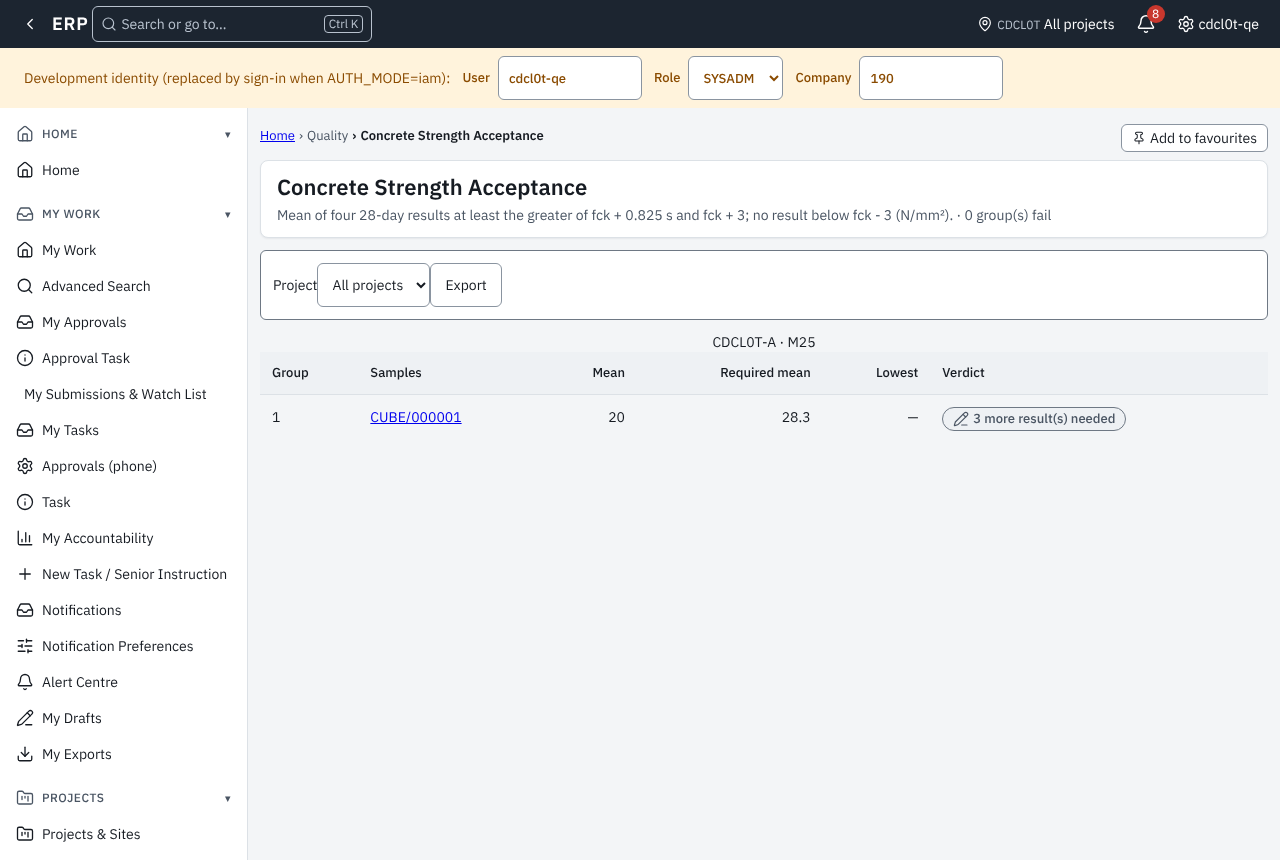 ERP Search or go to... Ctrl K CDCL0T All projects 8 cdcl0t-qe
Development identity (replaced by sign-in when AUTH_MODE=iam): User cdcl0t-qe Role SYSADM Company 190
HOME
Home
MY WORK
My Work
Advanced Search
My Approvals
Approval Task
My Submissions & Watch List
My Tasks
Approvals (phone)
Task
My Accountability
New Task / Senior Instruction
Notifications
Notification Preferences
Alert Centre
My Drafts
My Exports
PROJECTS
Projects & Sites
Home › Quality › Concrete Strength Acceptance
Add to favourites
Concrete Strength Acceptance
Mean of four 28-day results at least the greater of fck + 0.825 s and fck + 3; no result below fck - 3 (N/mm²). · 0 group(s) fail
Project All projects Export
CDCL0T-A · M25
Group Samples Mean Required mean Lowest Verdict
1 CUBE/000001 20 28.3 — 3 more result(s) needed